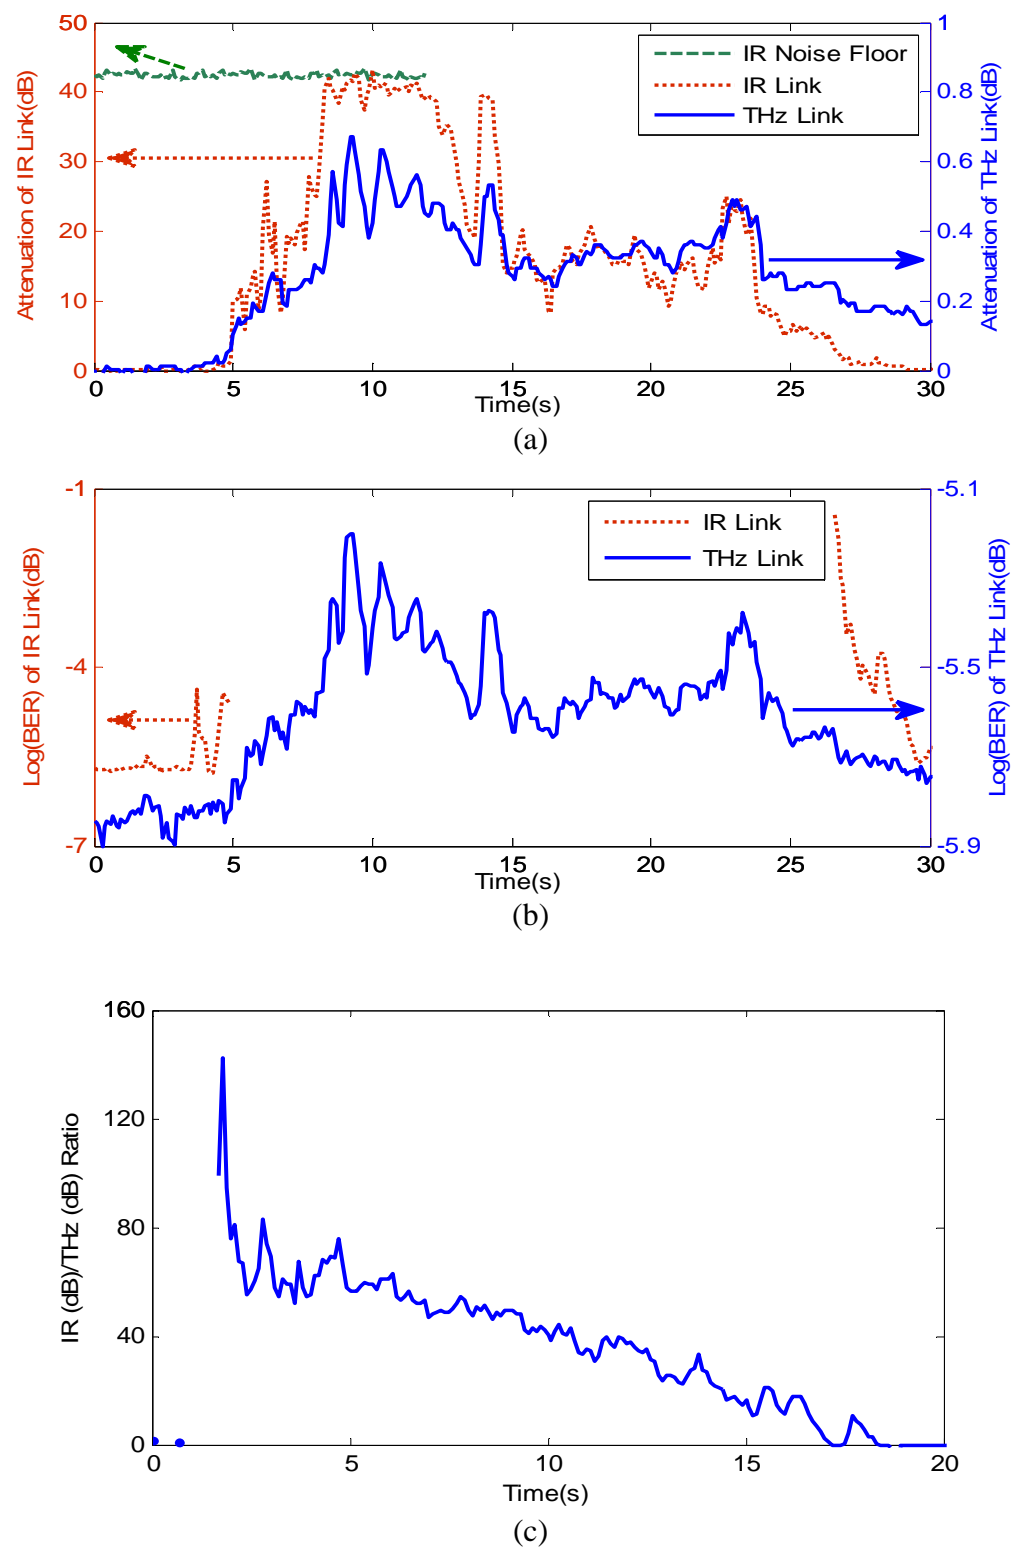 50
40
30
20
10
0
Attenuation of IR Link(dB)
IR Noise Floor
IR Link
THz Link
1
0.8
0.6
0.4
0.2
0
Attenuation of THz Link(dB)
0 5 10 15 20 25 30
Time(s)
(a)
-1
-4
-7
Log(BER) of IR Link(dB)
IR Link
THz Link
-5.1
-5.5
-5.9
Log(BER) of THz Link(dB)
0 5 10 15 20 25 30
Time(s)
(b)
160
120
80
40
0
IR (dB)/THz (dB) Ratio
0 5 10 15 20
Time(s)
(c)